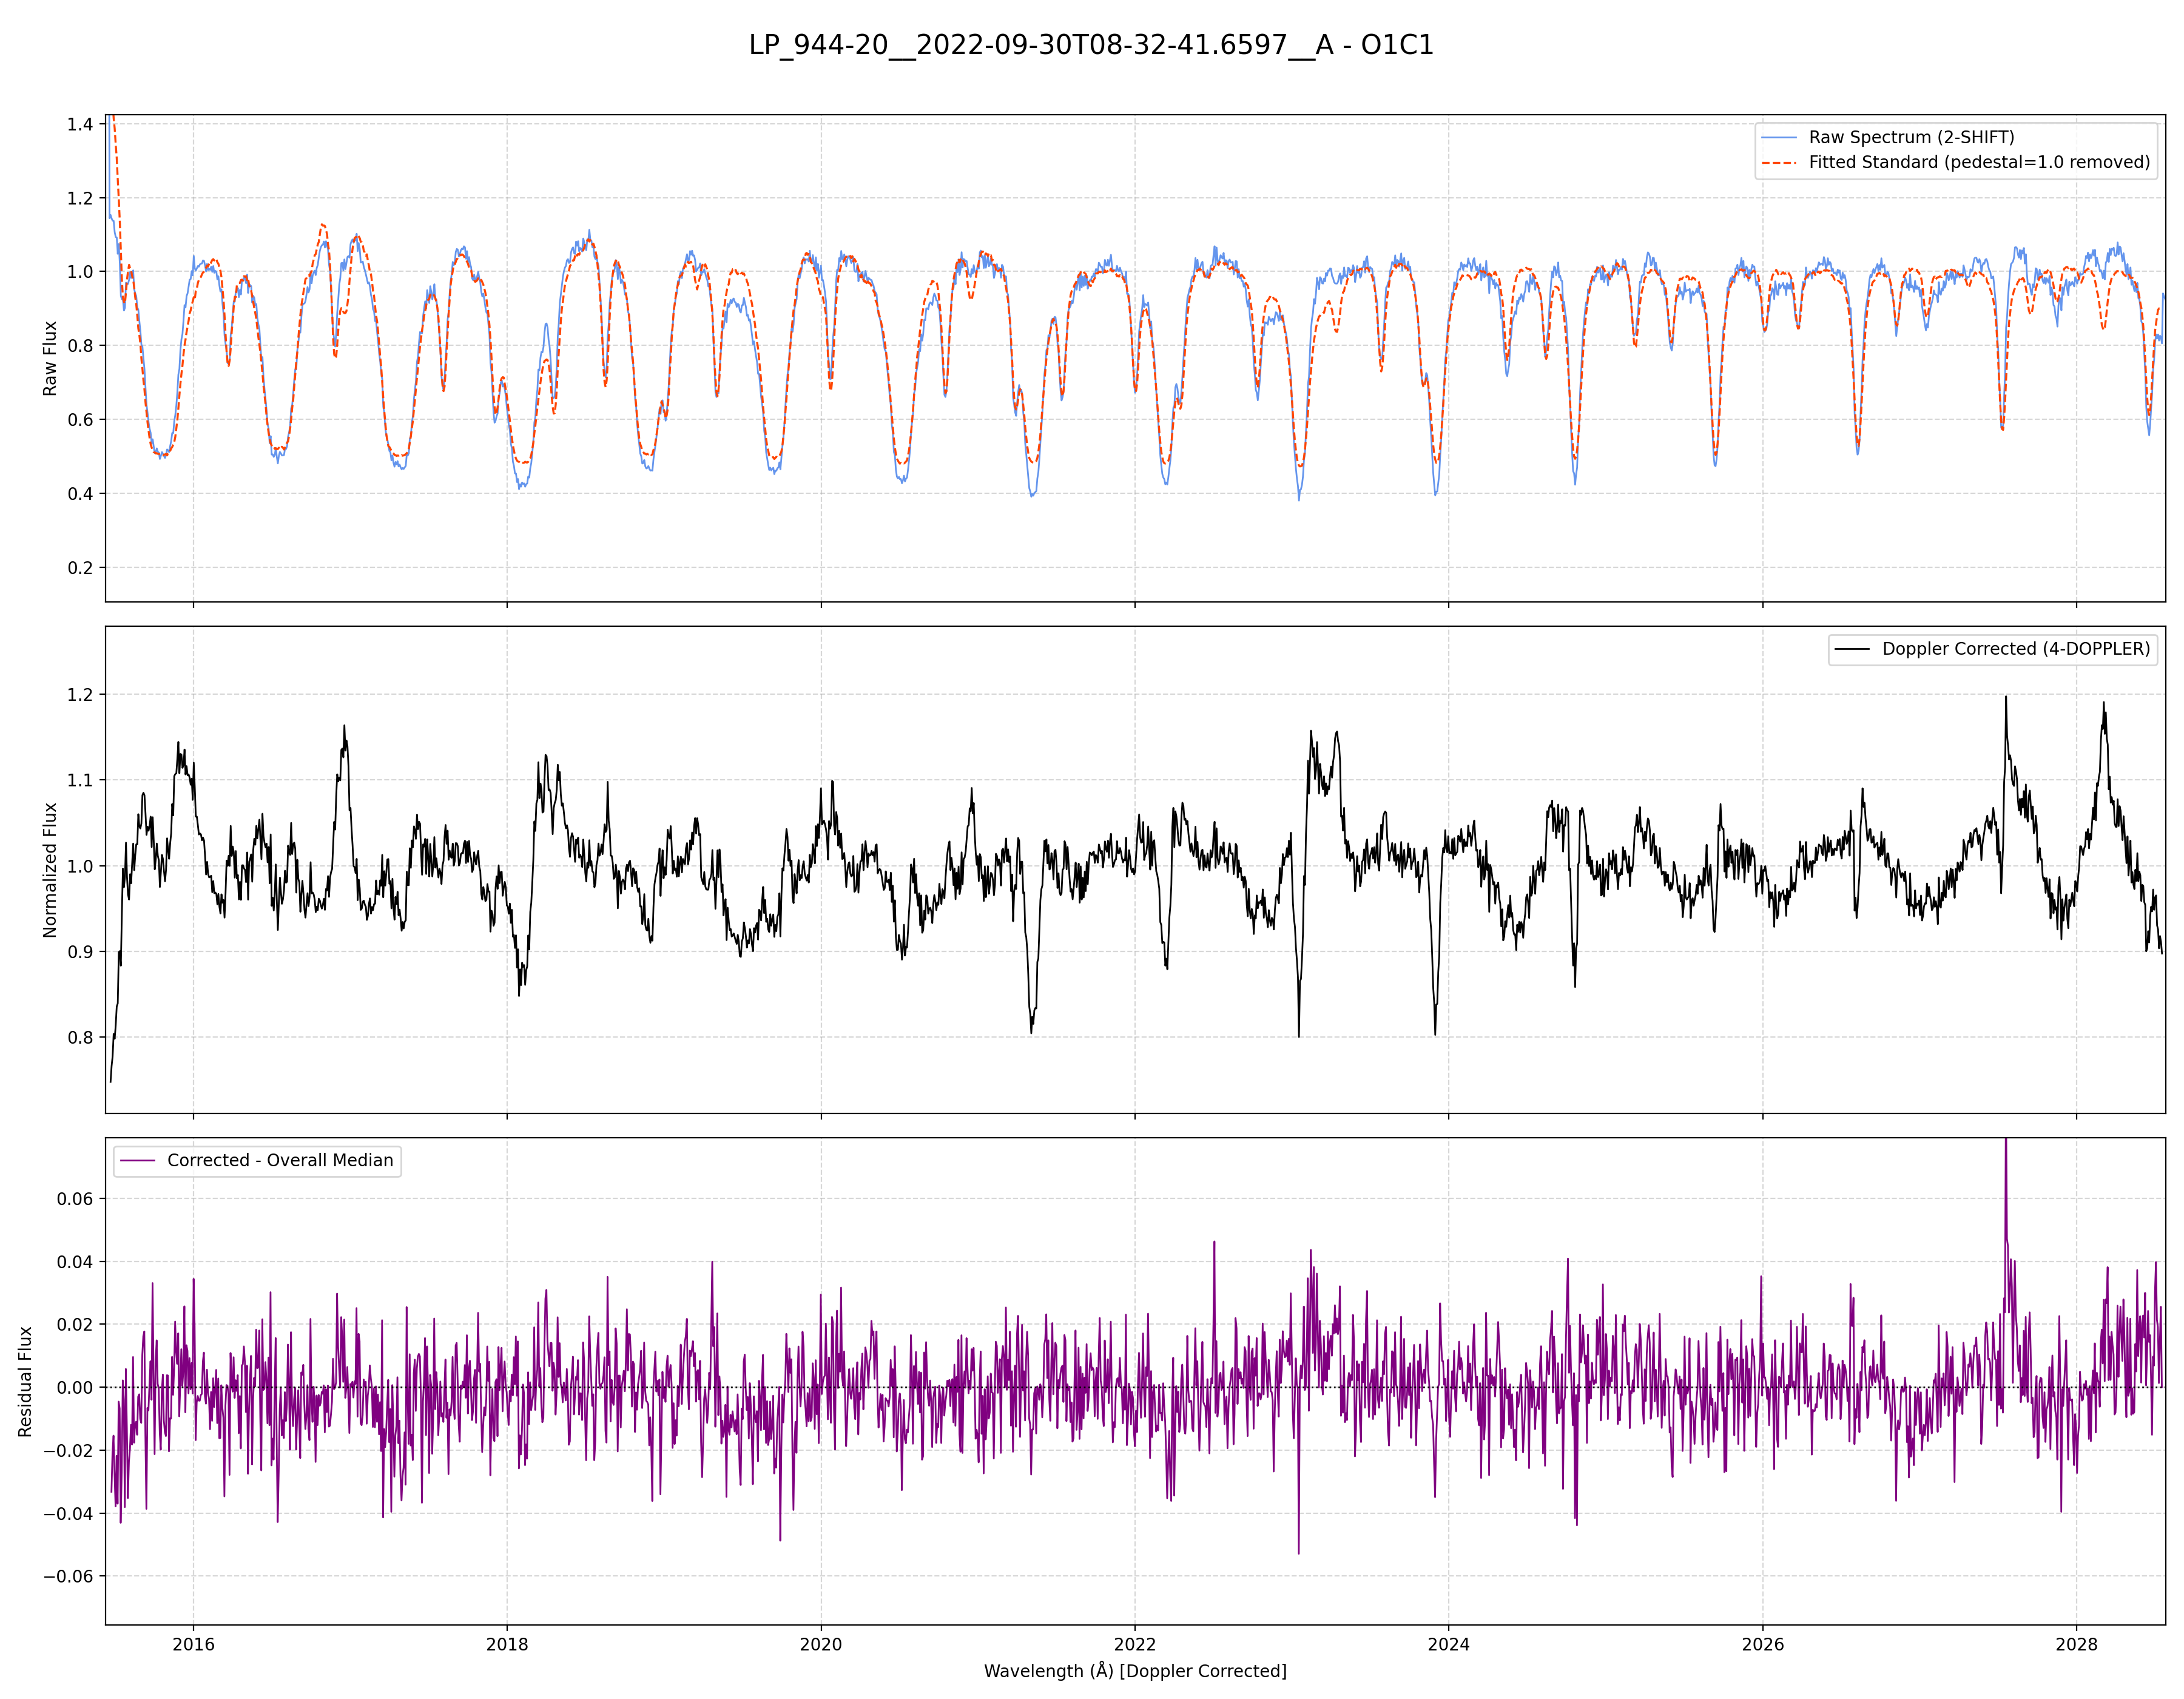 LP_944-20__2022-09-30T08-32-41.6597__A - O1C1
1.4
1.2
1.0
0.8
0.6
0.4
0.2
Raw Flux
Raw Spectrum (2-SHIFT)
Fitted Standard (pedestal=1.0 removed)
1.2
1.1
1.0
0.9
0.8
Normalized Flux
Doppler Corrected (4-DOPPLER)
Corrected - Overall Median
0.06
0.04
0.02
0.00
−0.02
−0.04
−0.06
Residual Flux
2016 2018 2020 2022 2024 2026 2028
Wavelength (Å) [Doppler Corrected]